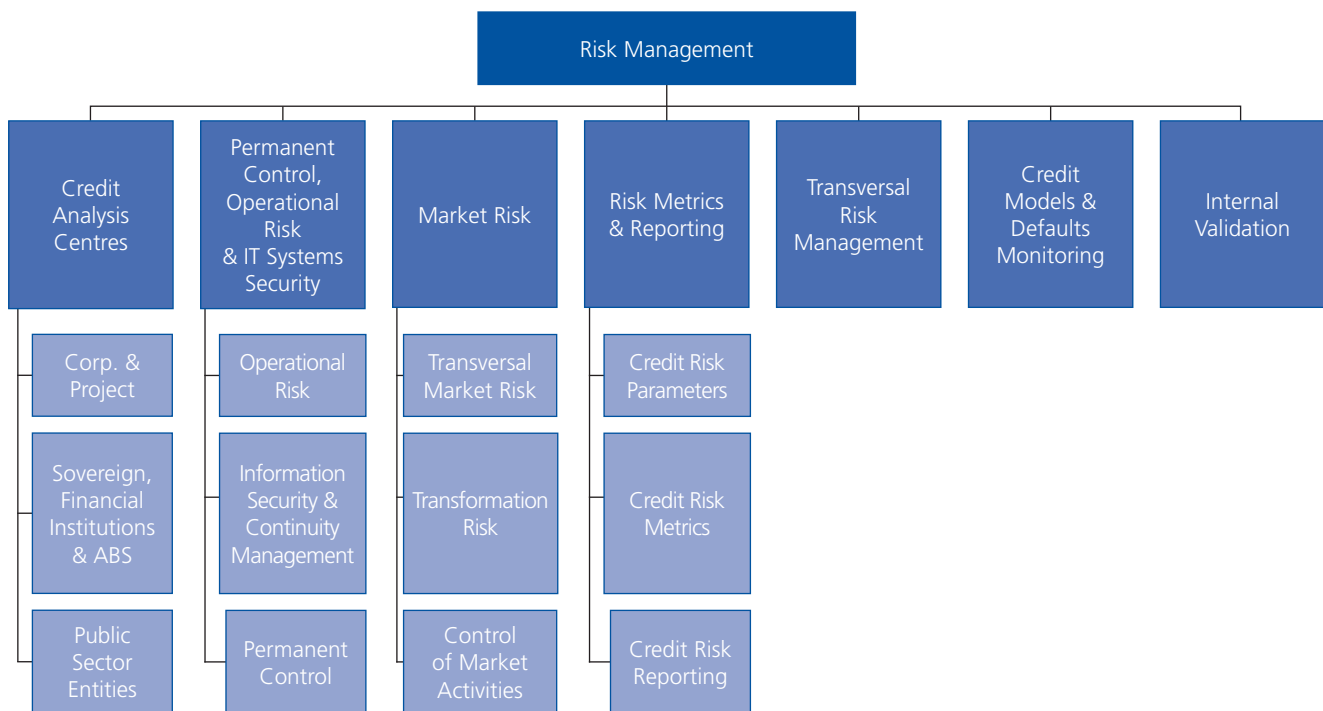 Risk Management
Credit
Analysis
Centres
Permanent
Control,
Operational
Risk
& IT Systems
Security
Market Risk
Risk Metrics
& Reporting
Transversal
Risk
Management
Credit
Models &
Defaults
Monitoring
Internal
Validation
Corp. &
Project
Operational
Risk
Transversal
Market Risk
Credit Risk
Parameters
Sovereign,
Financial
Institutions
& ABS
Information
Security &
Continuity
Management
Transformation
Risk
Credit Risk
Metrics
Public
Sector
Entities
Permanent
Control
Control
of Market
Activities
Credit Risk
Reporting